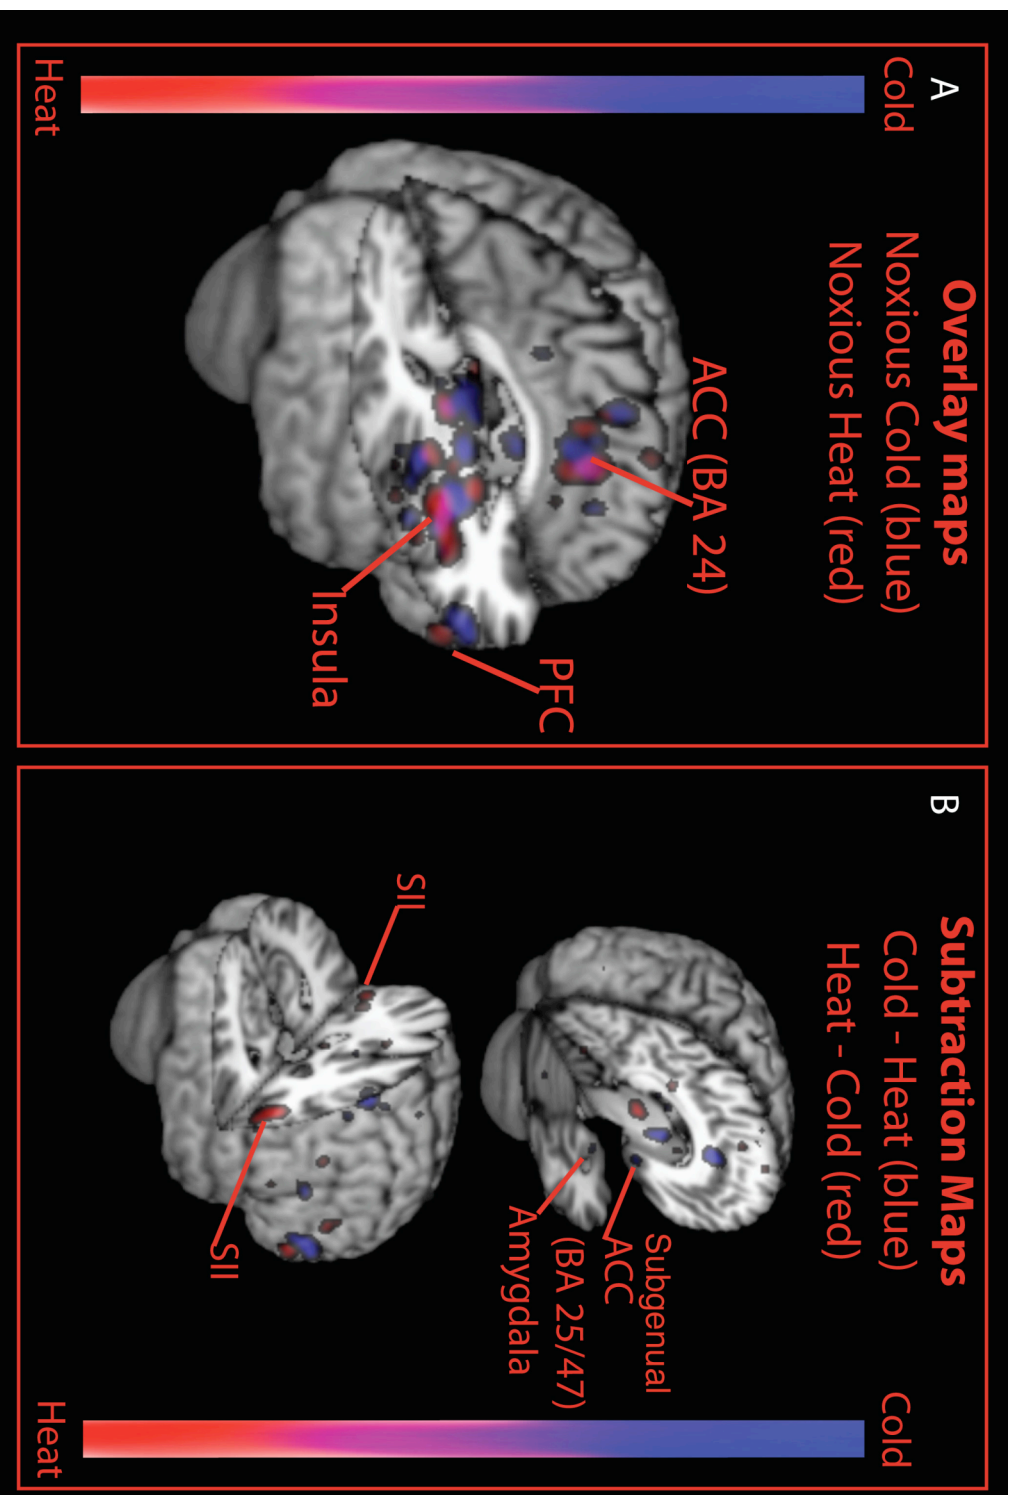 A
Overlay maps
Noxious Cold (blue)
Noxious Heat (red)
Cold
Heat
ACC (BA 24)
PFC
Insula
B
Subtraction Maps
Cold - Heat (blue)
Heat - Cold (red)
Cold
Heat
Subgenual
ACC
(BA 25/47)
Amygdala
SII
SII